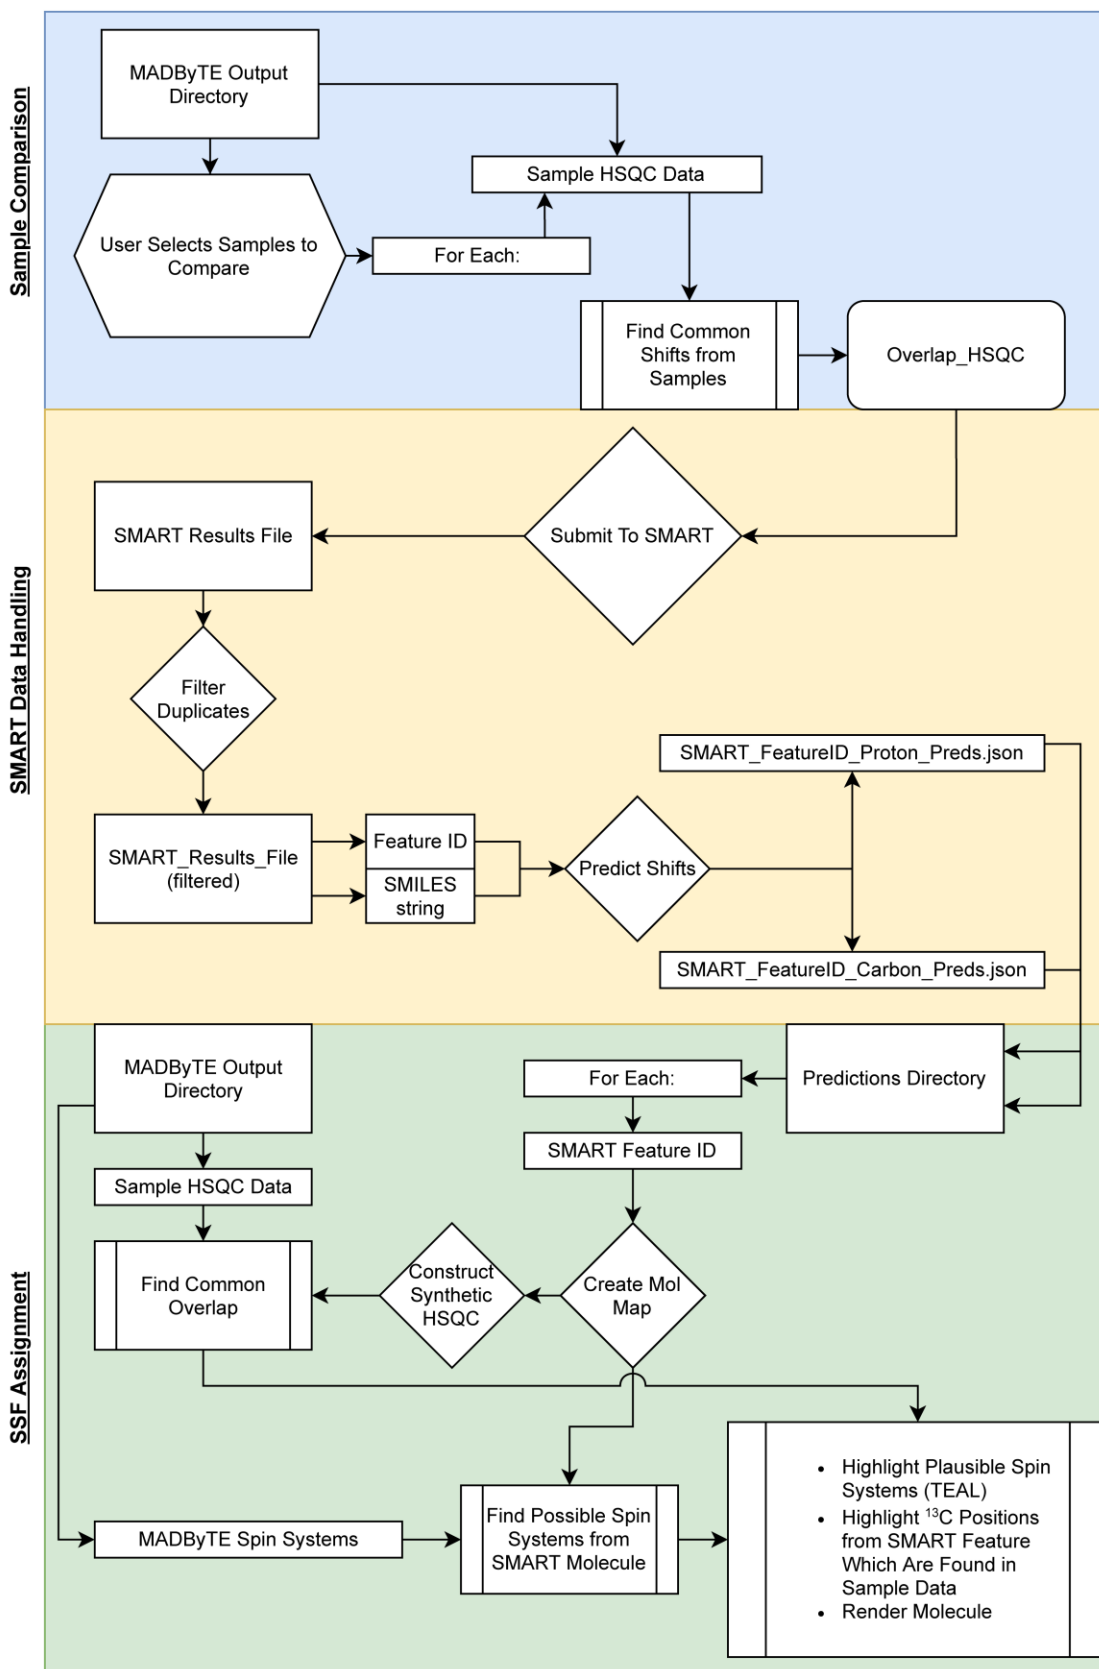 Sample Comparison
MADByTE Output
Directory
Sample HSQC Data
User Selects Samples to
Compare
For Each:
Find Common
Shifts from
Samples
Overlap_HSQC
SMART Data Handling
SMART Results File
Submit To SMART
Filter
Duplicates
SMART_FeatureID_Proton_Preds.json
SMART_Results_File
(filtered)
Feature ID
SMILES
string
Predict Shifts
SMART_FeatureID_Carbon_Preds.json
SSF Assignment
MADByTE Output
Directory
For Each:
Predictions Directory
SMART Feature ID
Sample HSQC Data
Find Common
Overlap
Construct
Synthetic
HSQC
Create Mol
Map
MADByTE Spin Systems
Find Possible Spin
Systems from
SMART Molecule
• Highlight Plausible Spin
Systems (TEAL)
• Highlight ¹³C Positions
from SMART Feature
Which Are Found in
Sample Data
• Render Molecule